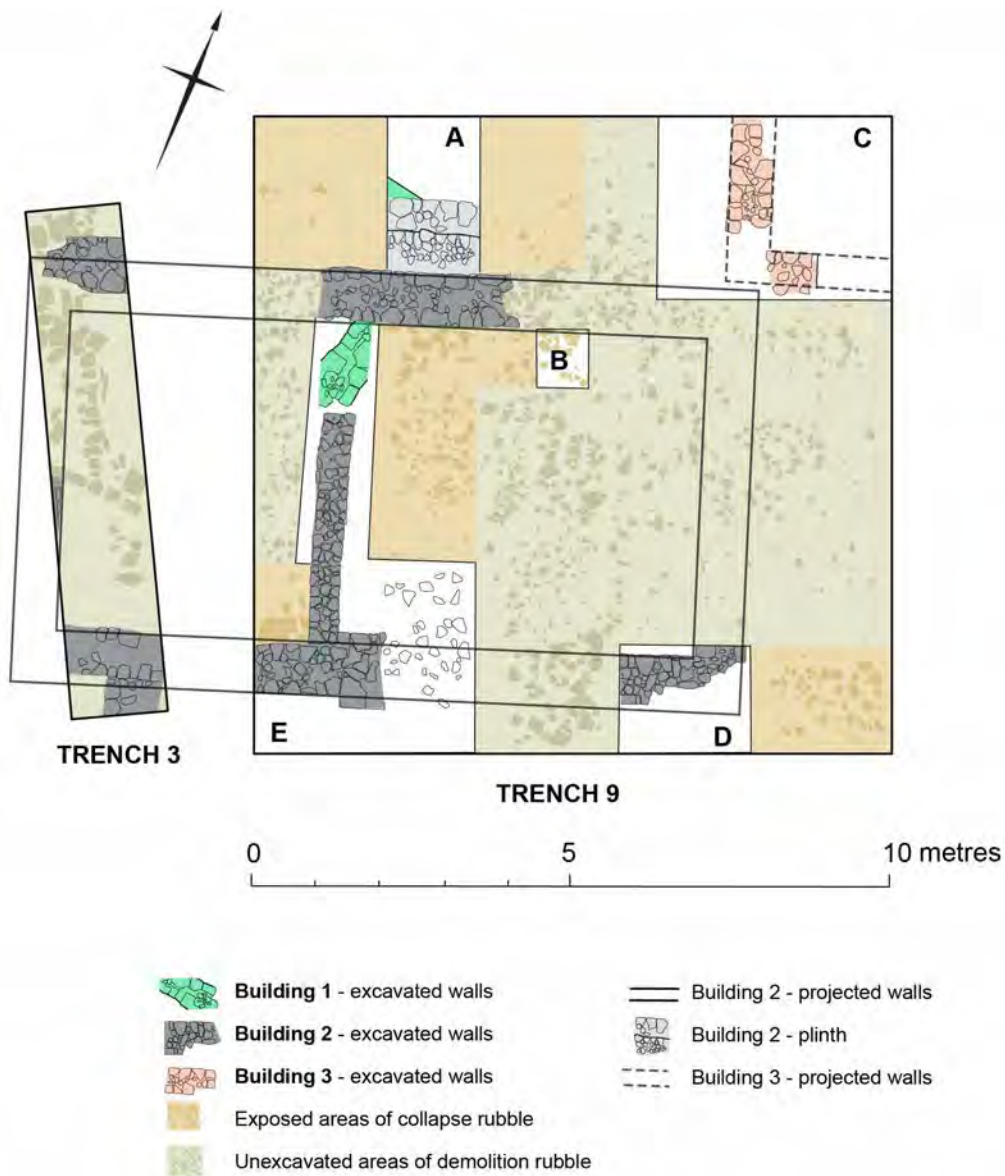 A
C
B
E
D
TRENCH 3
TRENCH 9
0
5
10 metres
Building 1 - excavated walls
Building 2 - excavated walls
Building 3 - excavated walls
Exposed areas of collapse rubble
Unexcavated areas of demolition rubble
Building 2 - projected walls
Building 2 - plinth
Building 3 - projected walls